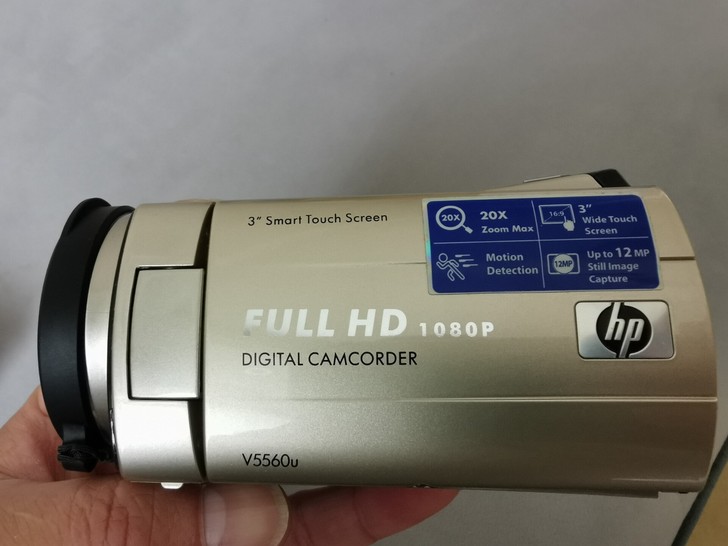 3" Smart Touch Screen
20X
20X
Zoom Max
16:9
3"
Wide Touch
Screen
Motion
Detection
12MP
Up to 12 MP
Still Image
Capture
FULL HD 1080P
hp
DIGITAL CAMCORDER
V5560u